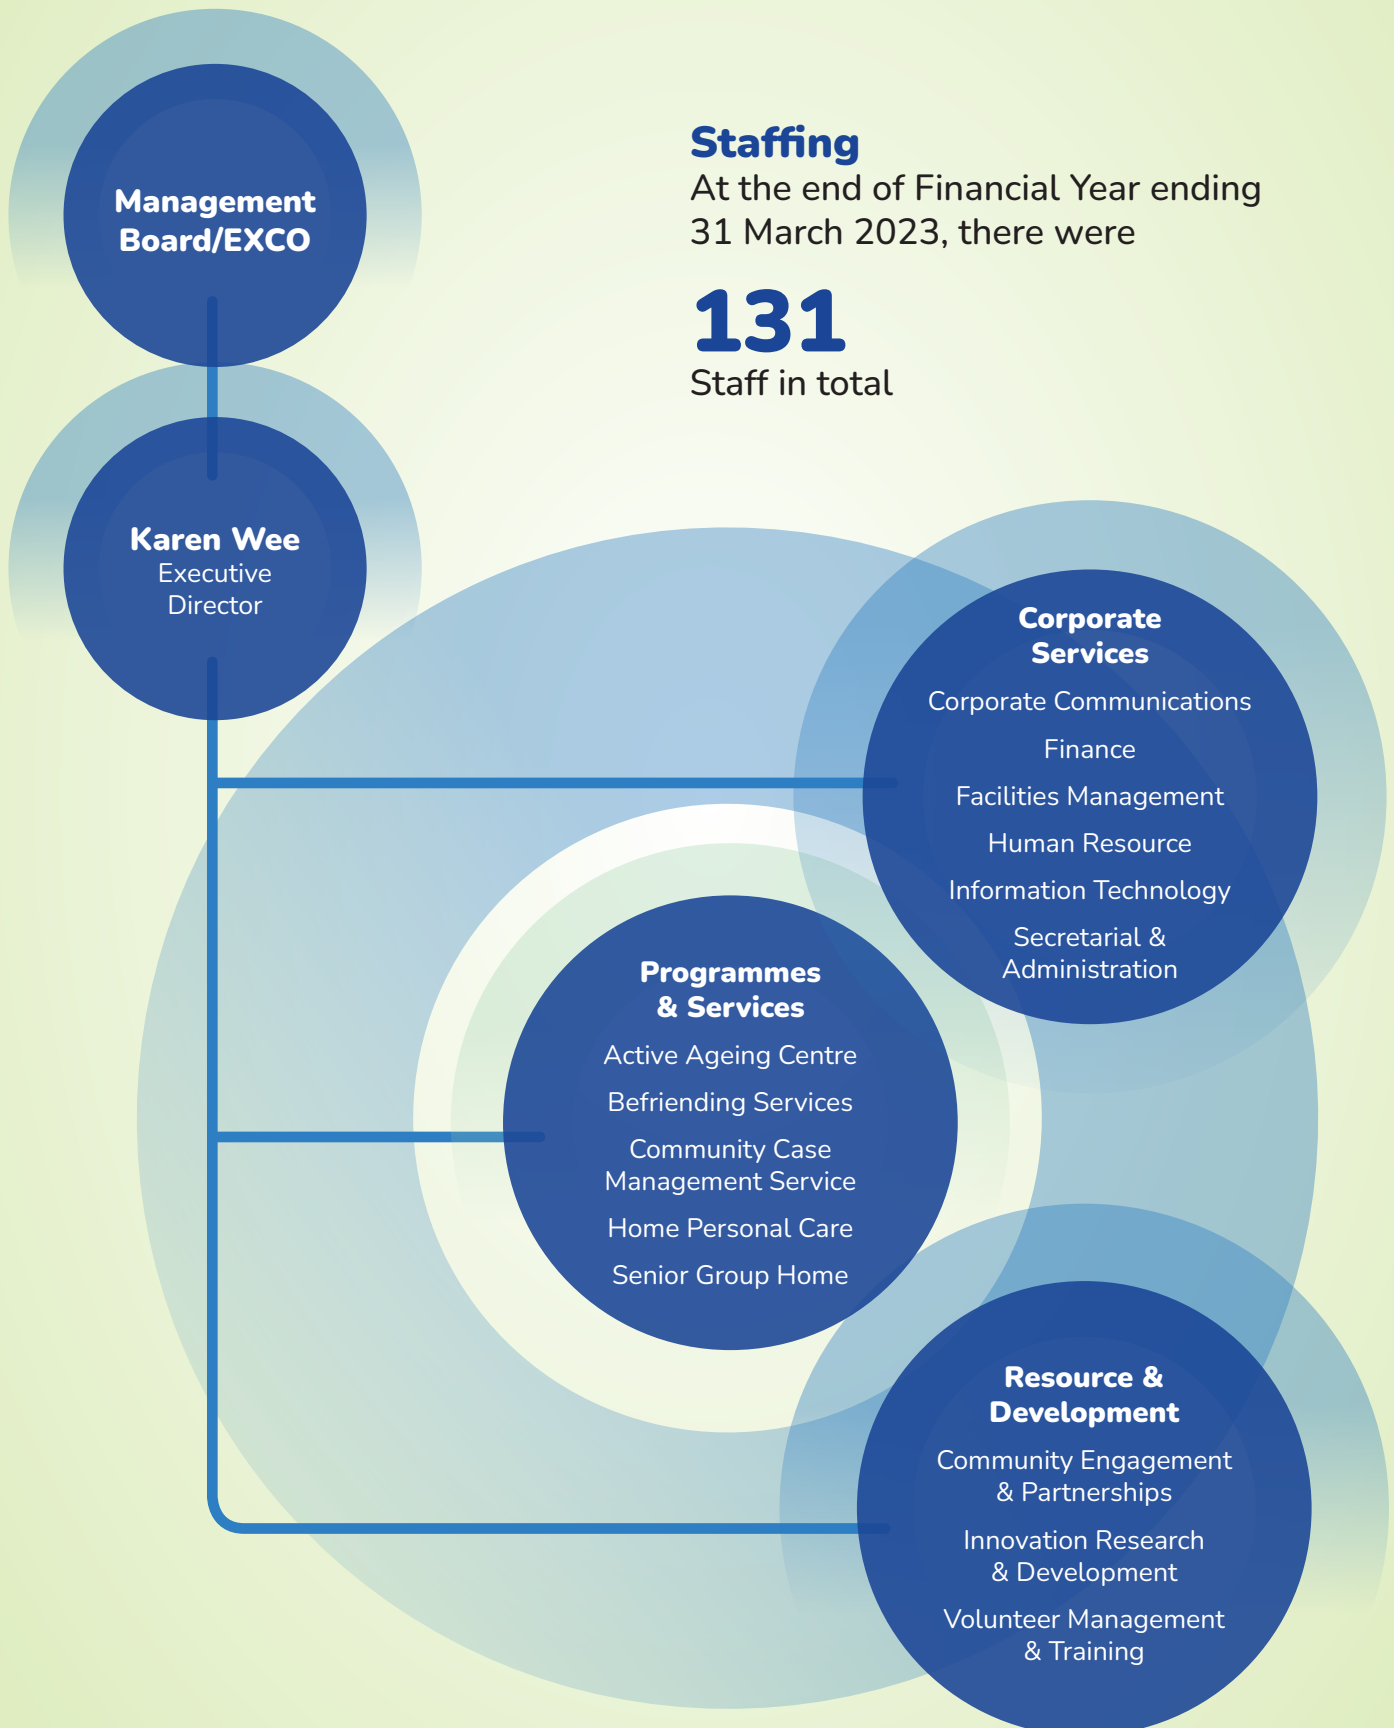 Management
Board/EXCO
Staffing
At the end of Financial Year ending
31 March 2023, there were
131
Staff in total
Karen Wee
Executive
Director
Corporate
Services
Corporate Communications
Finance
Facilities Management
Human Resource
Information Technology
Secretarial &
Administration
Programmes
& Services
Active Ageing Centre
Befriending Services
Community Case
Management Service
Home Personal Care
Senior Group Home
Resource &
Development
Community Engagement
& Partnerships
Innovation Research
& Development
Volunteer Management
& Training